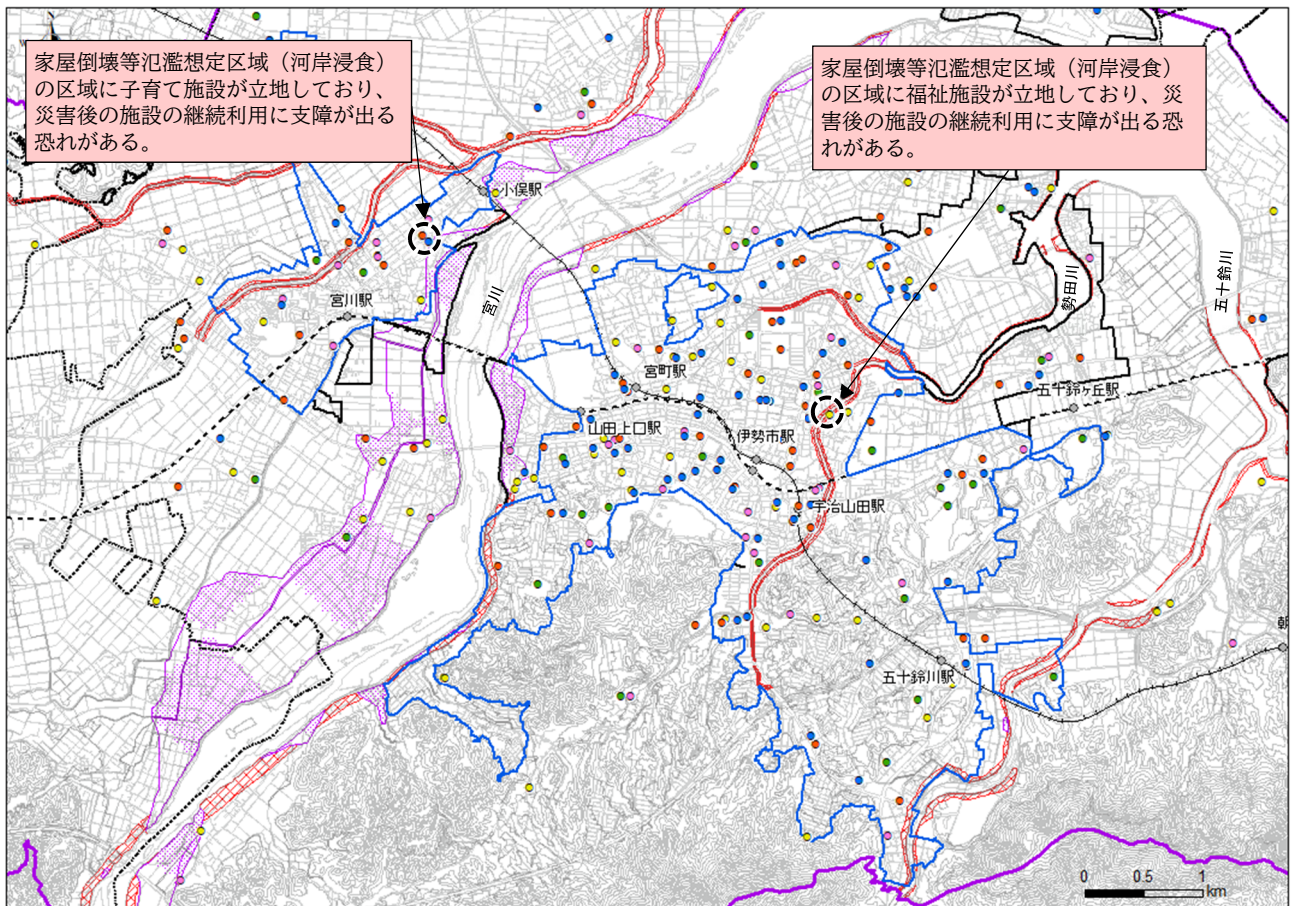 家屋倒壊等氾濫想定区域（河岸浸食）
の区域に子育て施設が立地しており、
災害後の施設の継続利用に支障が出る
恐れがある。
家屋倒壊等氾濫想定区域（河岸浸食）
の区域に福祉施設が立地しており、災
害後の施設の継続利用に支障が出る恐
れがある。
小俣駅
宮川駅
宮川
勢田川
五十鈴川
宮町駅
五十鈴ヶ丘駅
山田上口駅
伊勢市駅
宇治山田駅
五十鈴川駅
朝
0 0.5 1
km